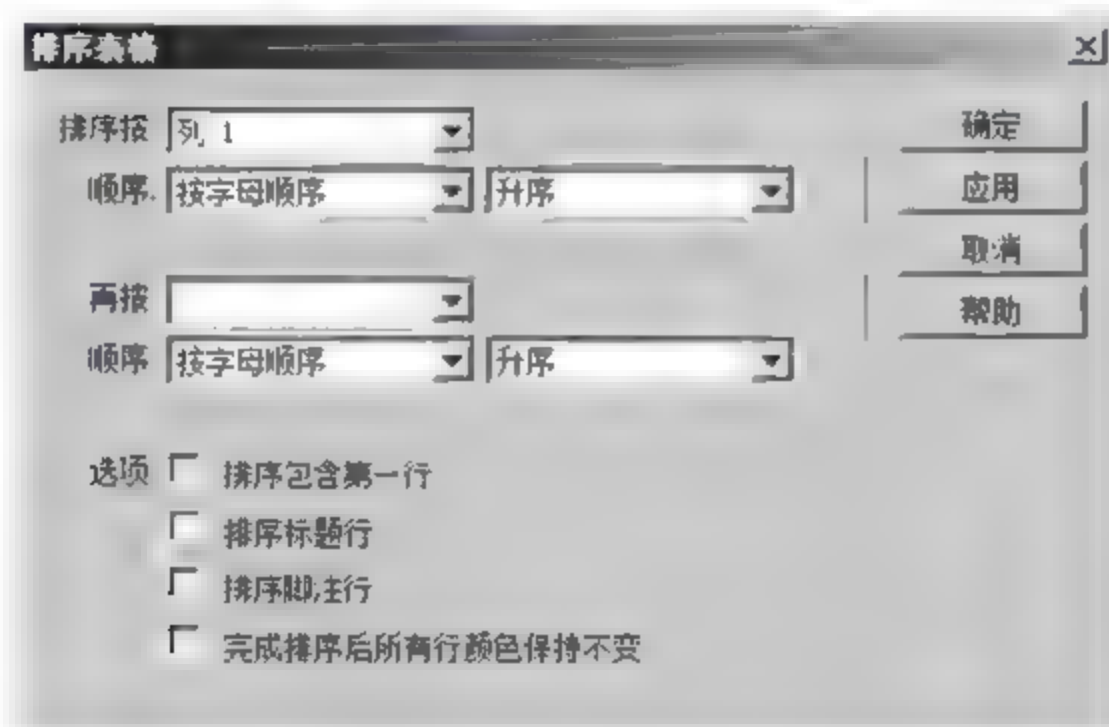 排序表格
排序按 列 1 确定
顺序: 按字母顺序 升序 应用
取消
再按 帮助
顺序 按字母顺序 升序
选项 排序包含第一行
排序标题行
排序脚注行
完成排序后所有行颜色保持不变